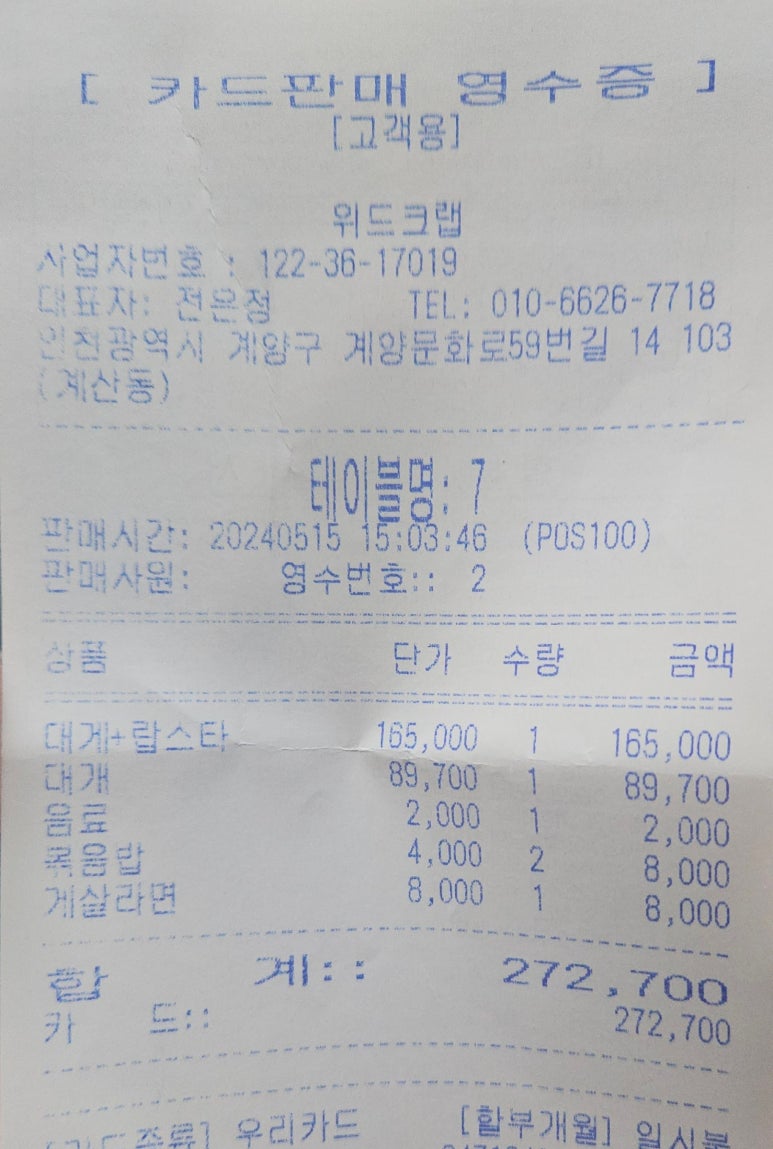 [ 카드판매 영수증 ]
[고객용]
위드크랩
사업자번호 : 122-36-17019
대표자: 전은정 TEL: 010-6626-7718
인천광역시 계양구 계양문화로59번길 14 103
(계산동)
테이블명: 7
판매시간: 20240515 15:03:46 (POS100)
판매사원: 영수번호:: 2
상품 단가 수량 금액
대게+랍스타 165,000 1 165,000
대개 89,700 1 89,700
음료 2,000 1 2,000
볶음밥 4,000 2 8,000
게살라면 8,000 1 8,000
합 계:: 272,700
카 드:: 272,700
[카드종류] 우리카드 [할부개월] 일시불